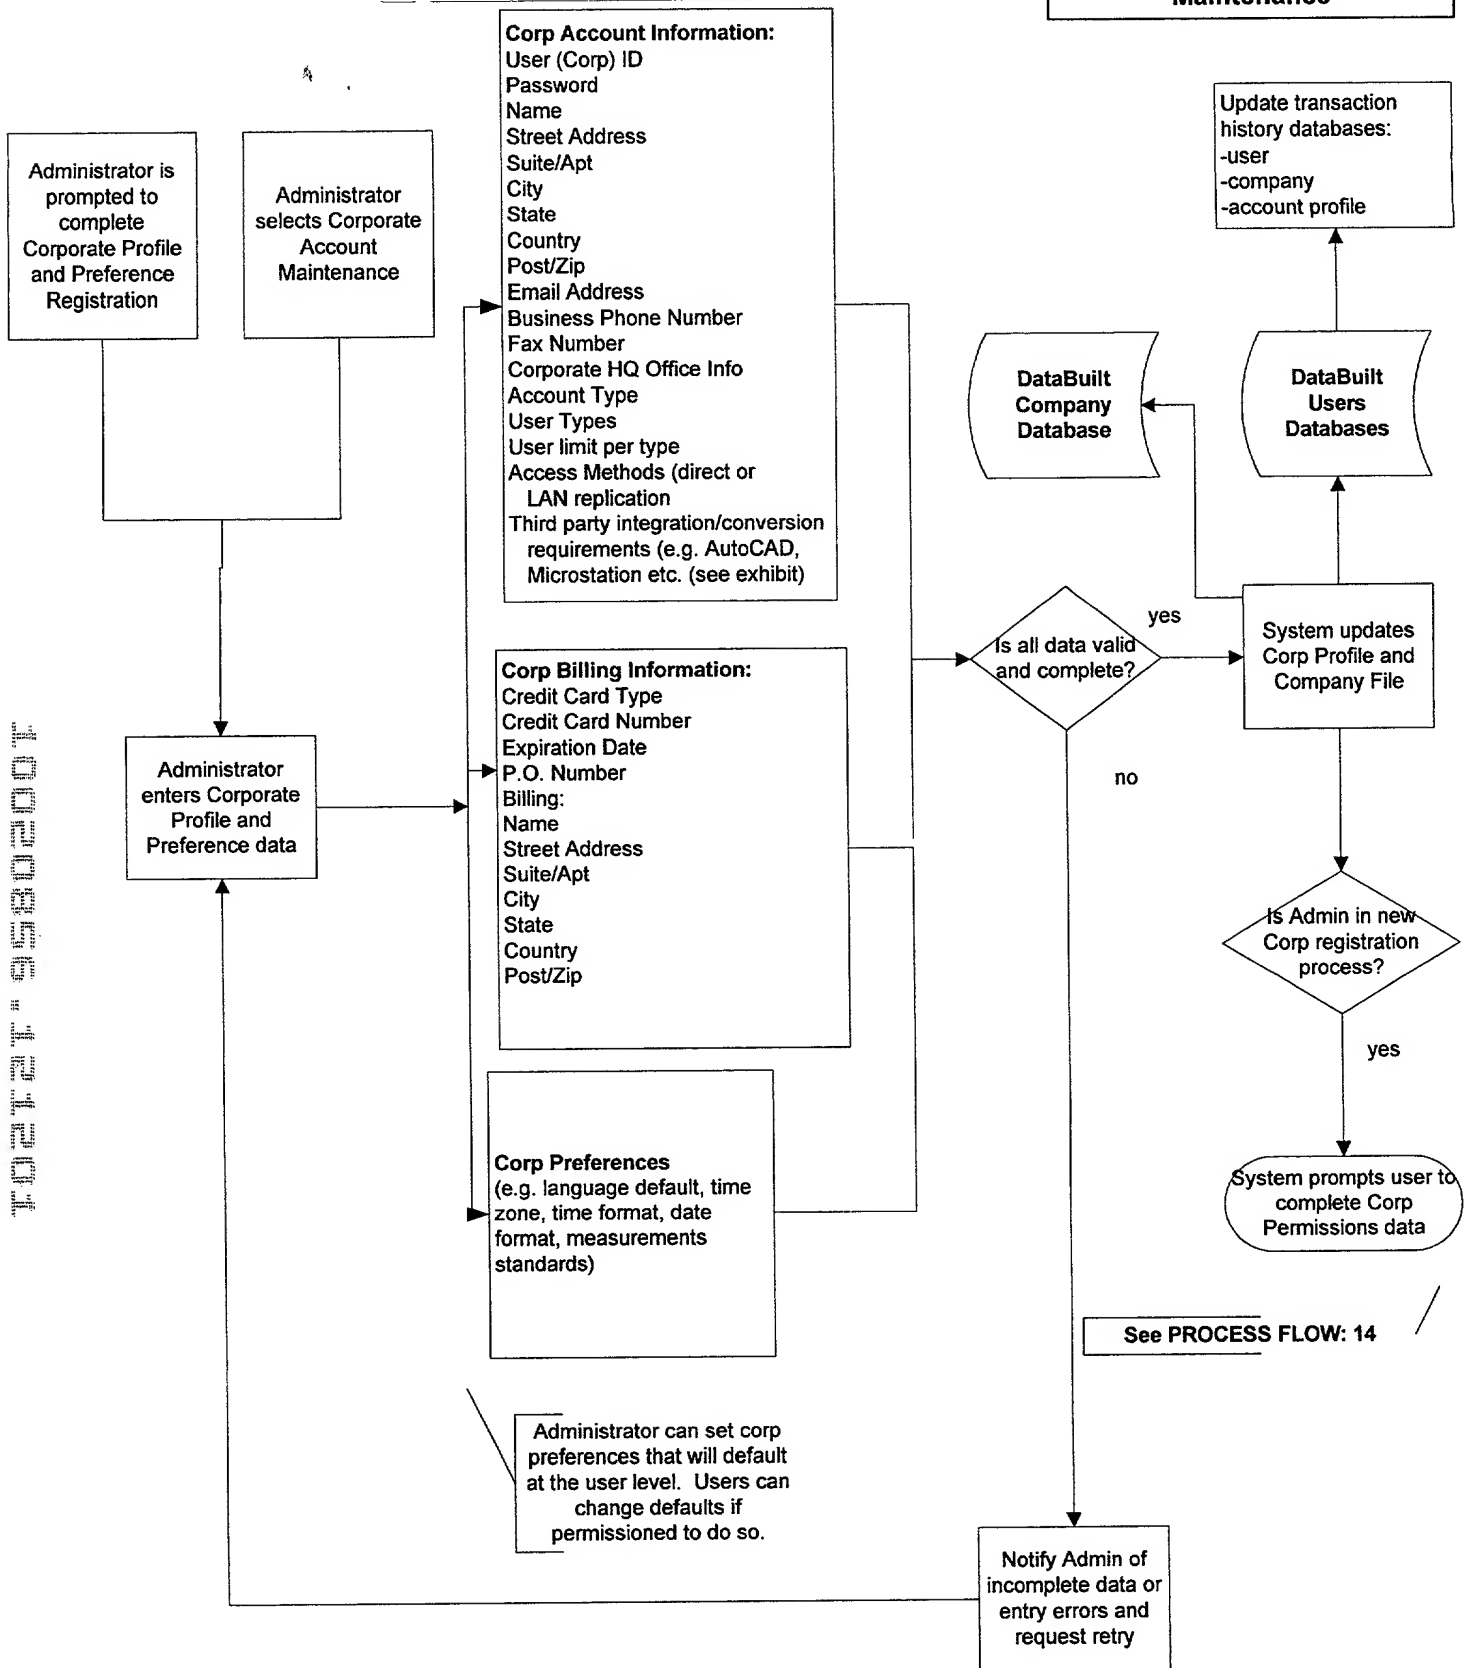 Maintenance
Corp Account Information:
User (Corp) ID
Password
Name
Street Address
Suite/Apt
City
State
Country
Post/Zip
Email Address
Business Phone Number
Fax Number
Corporate HQ Office Info
Account Type
User Types
User limit per type
Access Methods (direct or
LAN replication
Third party integration/conversion
requirements (e.g. AutoCAD,
Microstation etc. (see exhibit)
Update transaction
history databases:
-user
-company
-account profile
Administrator is
prompted to
complete
Corporate Profile
and Preference
Registration
Administrator
selects Corporate
Account
Maintenance
DataBuilt
Company
Database
DataBuilt
Users
Databases
Is all data valid
and complete?
yes
no
System updates
Corp Profile and
Company File
Corp Billing Information:
Credit Card Type
Credit Card Number
Expiration Date
P.O. Number
Billing:
Name
Street Address
Suite/Apt
City
State
Country
Post/Zip
Administrator
enters Corporate
Profile and
Preference data
Is Admin in new
Corp registration
process?
yes
Corp Preferences
(e.g. language default, time
zone, time format, date
format, measurements
standards)
System prompts user to
complete Corp
Permissions data
See PROCESS FLOW: 14
Administrator can set corp
preferences that will default
at the user level. Users can
change defaults if
permissioned to do so.
Notify Admin of
incomplete data or
entry errors and
request retry
10020856.121201